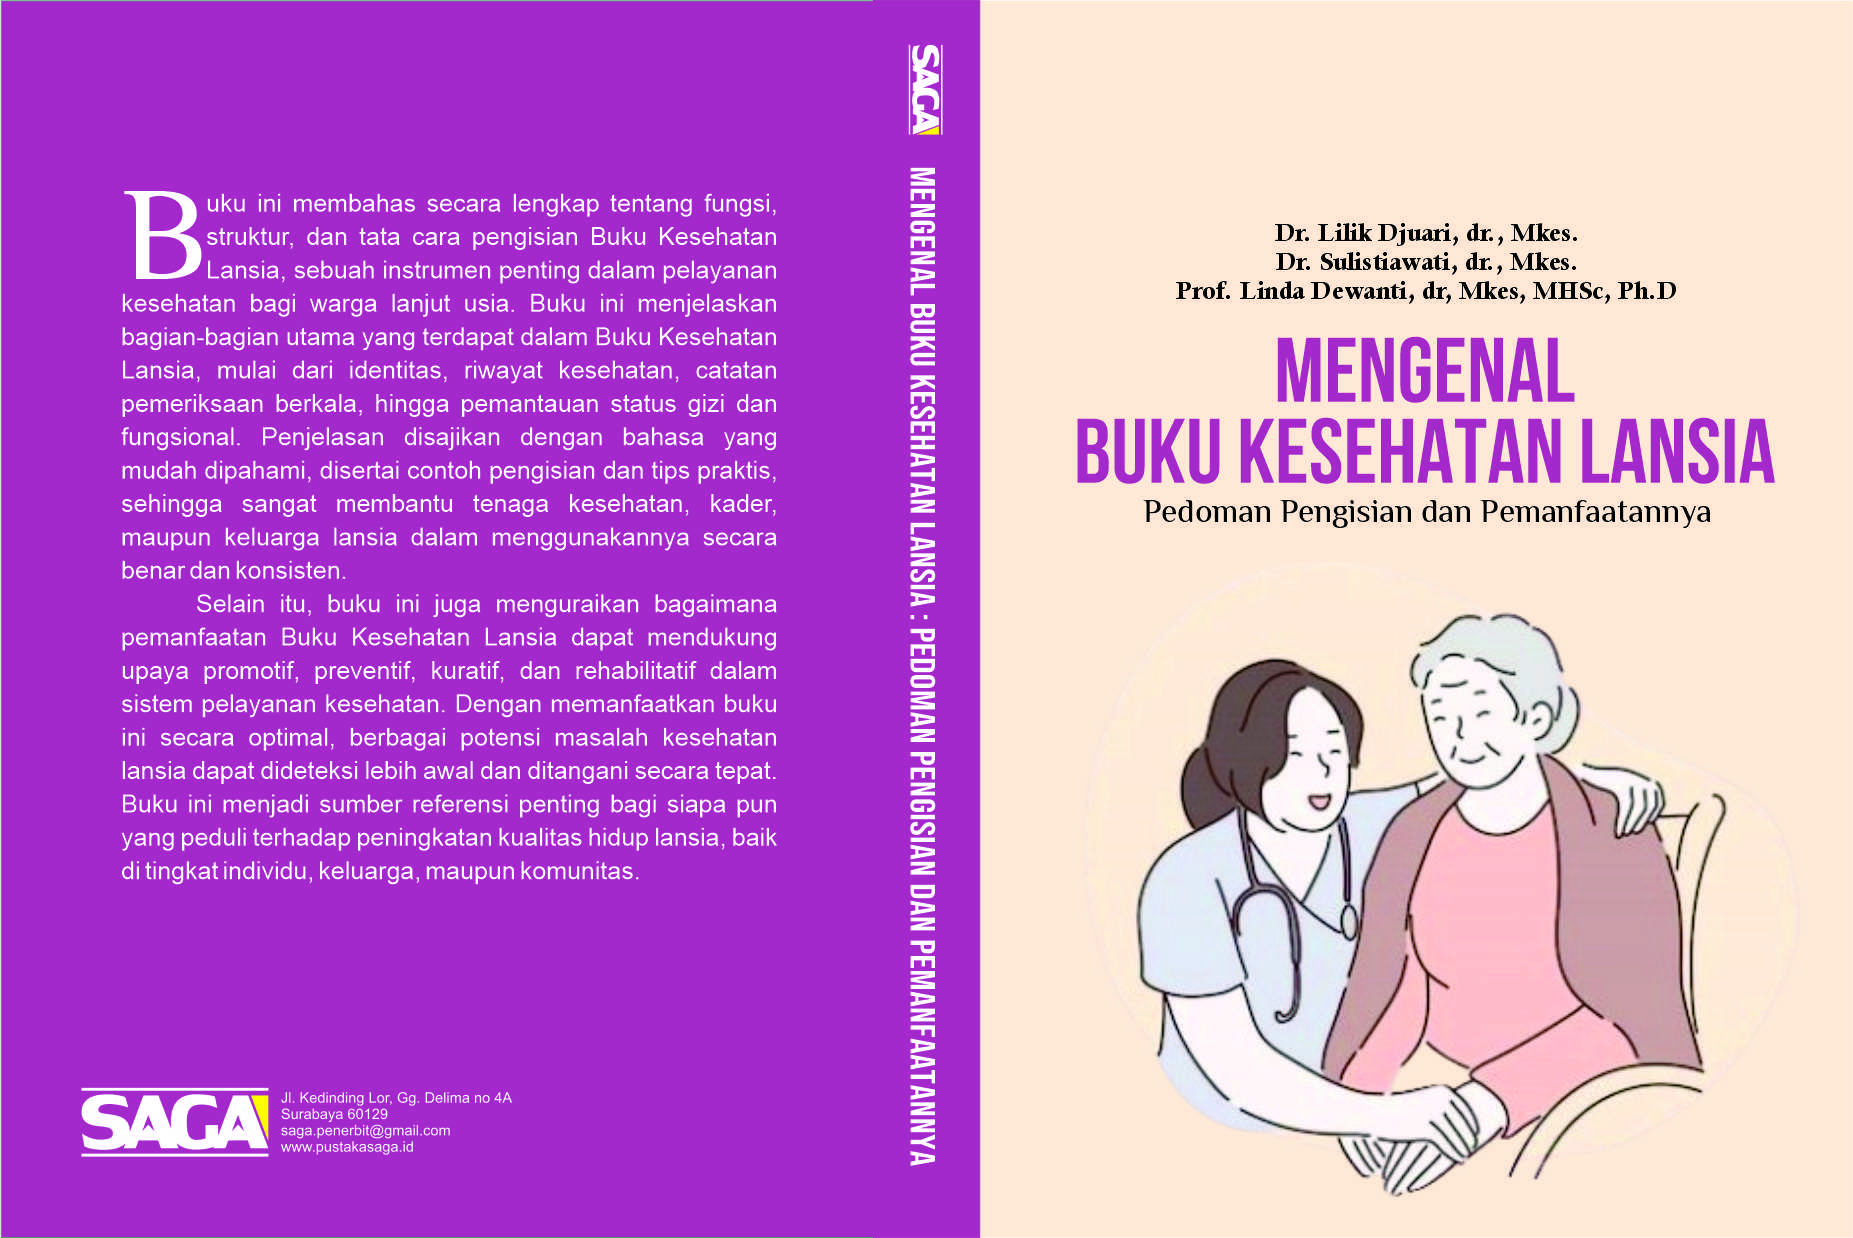 Buku ini membahas secara lengkap tentang fungsi,
struktur, dan tata cara pengisian Buku Kesehatan
Lansia, sebuah instrumen penting dalam pelayanan
kesehatan bagi warga lanjut usia. Buku ini menjelaskan
bagian-bagian utama yang terdapat dalam Buku Kesehatan
Lansia, mulai dari identitas, riwayat kesehatan, catatan
pemeriksaan berkala, hingga pemantauan status gizi dan
fungsional. Penjelasan disajikan dengan bahasa yang
mudah dipahami, disertai contoh pengisian dan tips praktis,
sehingga sangat membantu tenaga kesehatan, kader,
maupun keluarga lansia dalam menggunakannya secara
benar dan konsisten.
Selain itu, buku ini juga menguraikan bagaimana
pemanfaatan Buku Kesehatan Lansia dapat mendukung
upaya promotif, preventif, kuratif, dan rehabilitatif dalam
sistem pelayanan kesehatan. Dengan memanfaatkan buku
ini secara optimal, berbagai potensi masalah kesehatan
lansia dapat dideteksi lebih awal dan ditangani secara tepat.
Buku ini menjadi sumber referensi penting bagi siapa pun
yang peduli terhadap peningkatan kualitas hidup lansia, baik
di tingkat individu, keluarga, maupun komunitas.
SAGA
Jl. Kedinding Lor, Gg. Delima no 4A
Surabaya 60129
saga.penerbit@gmail.com
www.pustakasaga.id
SAGA
MENGENAL BUKU KESEHATAN LANSIA : PEDOMAN PENGISIAN DAN PEMANFAATANNYA
Dr. Lilik Djuari, dr., Mkes.
Dr. Sulistiawati, dr., Mkes.
Prof. Linda Dewanti, dr, Mkes, MHSc, Ph.D
MENGENAL
BUKU KESEHATAN LANSIA
Pedoman Pengisian dan Pemanfaatannya